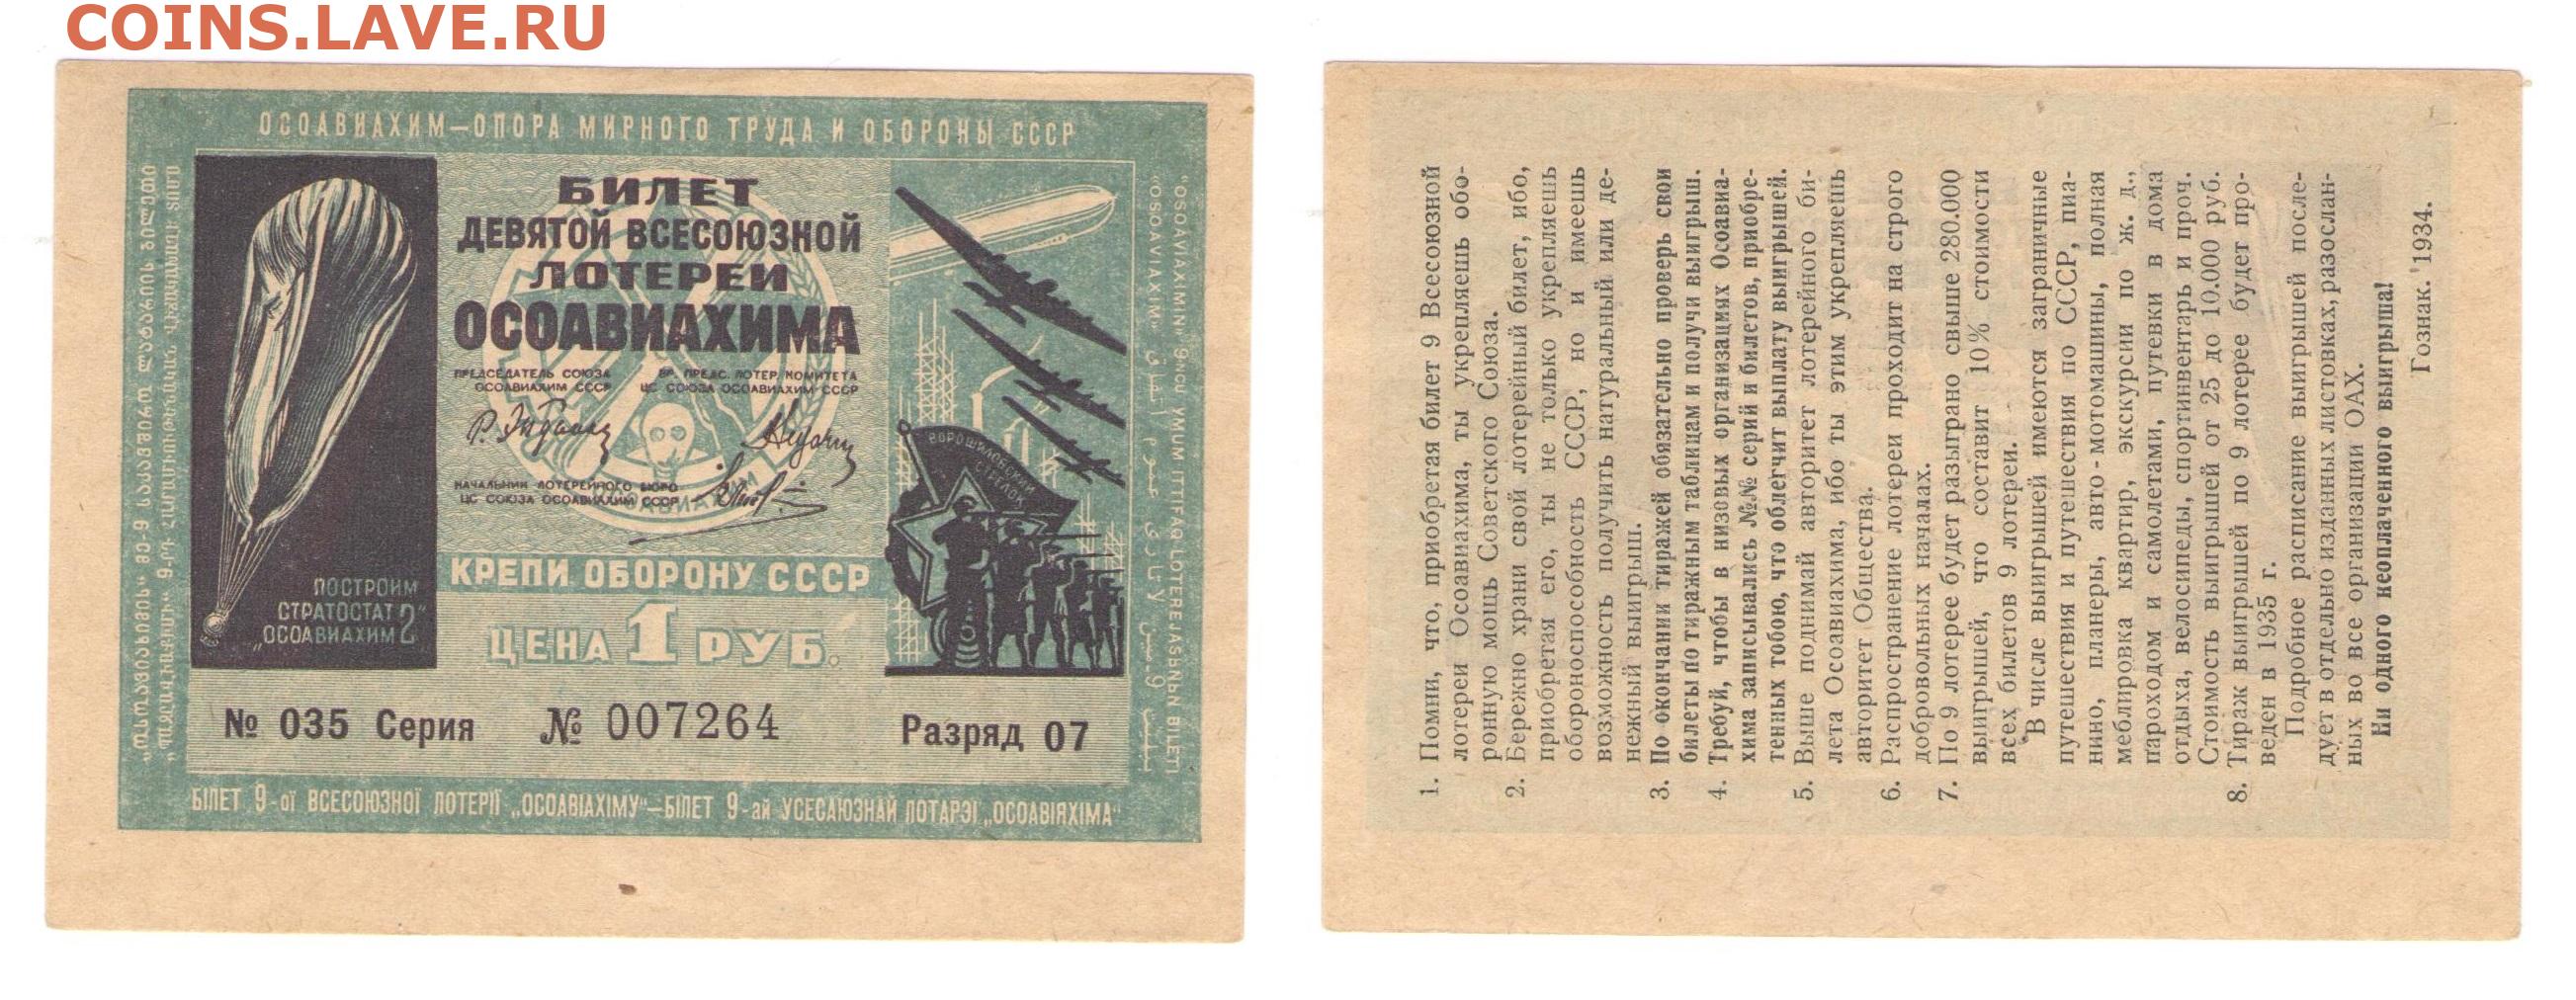 COINS.LAVE.RU
ОСОАВИАХИМ—ОПОРА МИРНОГО ТРУДА И ОБОРОНЫ СССР
БИЛЕТ
ДЕВЯТОЙ ВСЕСОЮЗНОЙ
ЛОТЕРЕИ
ОСОАВИАХИМА
ПРЕДСЕДАТЕЛЬ СОЮЗА
ОСОАВИАХИМ СССР
ВР. ПРЕДС. ЛОТЕР. КОМИТЕТА
ЦС СОЮЗА ОСОАВИАХИМ СССР
НАЧАЛЬНИК ЛОТЕРЕЙНОГО БЮРО
ЦС СОЮЗА ОСОАВИАХИМ СССР
ВОРОШИЛОВСКИЙ
СТРЕЛОК
ПОСТРОИМ
СТРАТОСТАТ
„ОСОАВИАХИМ 2“
КРЕПИ ОБОРОНУ СССР
ЦЕНА 1 РУБ.
№ 035 Серия № 007264 Разряд 07
БІЛЕТ 9-ої ВСЕСОЮЗНОЇ ЛОТЕРІЇ „ОСОАВІАХІМУ“—БІЛЕТ 9-ай УСЕСАЮЗНАЙ ЛОТАРЭІ „ОСОАВІЯХІМА“
"OSOAVIAXIMIN" 9NCU YMUM ITTIFAQ LOTEREJASЬNЬN BILETI
"OSOAVIAXIM"
1. Помни, что, приобретая билет 9 Всесоюзной
лотереи Осоавиахима, ты укрепляешь обо-
ронную мощь Советского Союза.
2. Бережно храни свой лотерейный билет, ибо,
приобретая его, ты не только укрепляешь
обороноспособность СССР, но и имеешь
возможность получить натуральный или де-
нежный выигрыш.
3. По окончании тиражей обязательно проверь свои
билеты по тиражным таблицам и получи выигрыш.
4. Требуй, чтобы в низовых организациях Осоавиа-
хима записывались №№ серий и билетов, приобре-
тенных тобою, что облегчит выплату выигрышей.
5. Выше поднимай авторитет лотерейного би-
лета Осоавиахима, ибо ты этим укрепляешь
авторитет Общества.
6. Распространение лотереи проходит на строго
добровольных началах.
7. По 9 лотерее будет разыграно свыше 280.000
выигрышей, что составит 10% стоимости
всех билетов 9 лотереи.
В числе выигрышей имеются заграничные
путешествия и путешествия по СССР, пиа-
нино, планеры, авто-мотомашины, полная
меблировка квартир, экскурсии по ж. д.,
пароходом и самолетами, путевки в дома
отдыха, велосипеды, спортинвентарь и проч.
Стоимость выигрышей от 25 до 10.000 руб.
8. Тираж выигрышей по 9 лотерее будет про-
веден в 1935 г.
Подробное расписание выигрышей после-
дует в отдельно изданных листовках, разослан-
ных во все организации ОАХ.
Ни одного неоплаченного выигрыша!
Гознак. 1934.